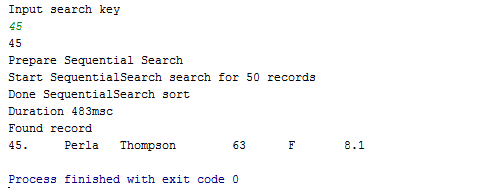 Input search key
45
45
Prepare Sequential Search
Start SequentialSearch search for 50 records
Done SequentialSearch sort
Duration 483msc
Found record
45. Perla Thompson 63 F 8.1
Process finished with exit code 0